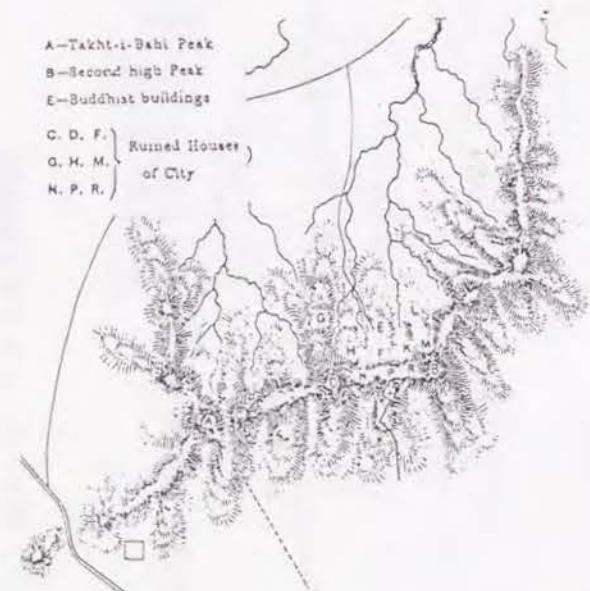 A—Takht-i-Bahi Peak
B—Second high Peak
E—Buddhist buildings
C. D. F.
G. H. M.
N. P. R.
Ruined Houses
of City
G
H
F
M
L